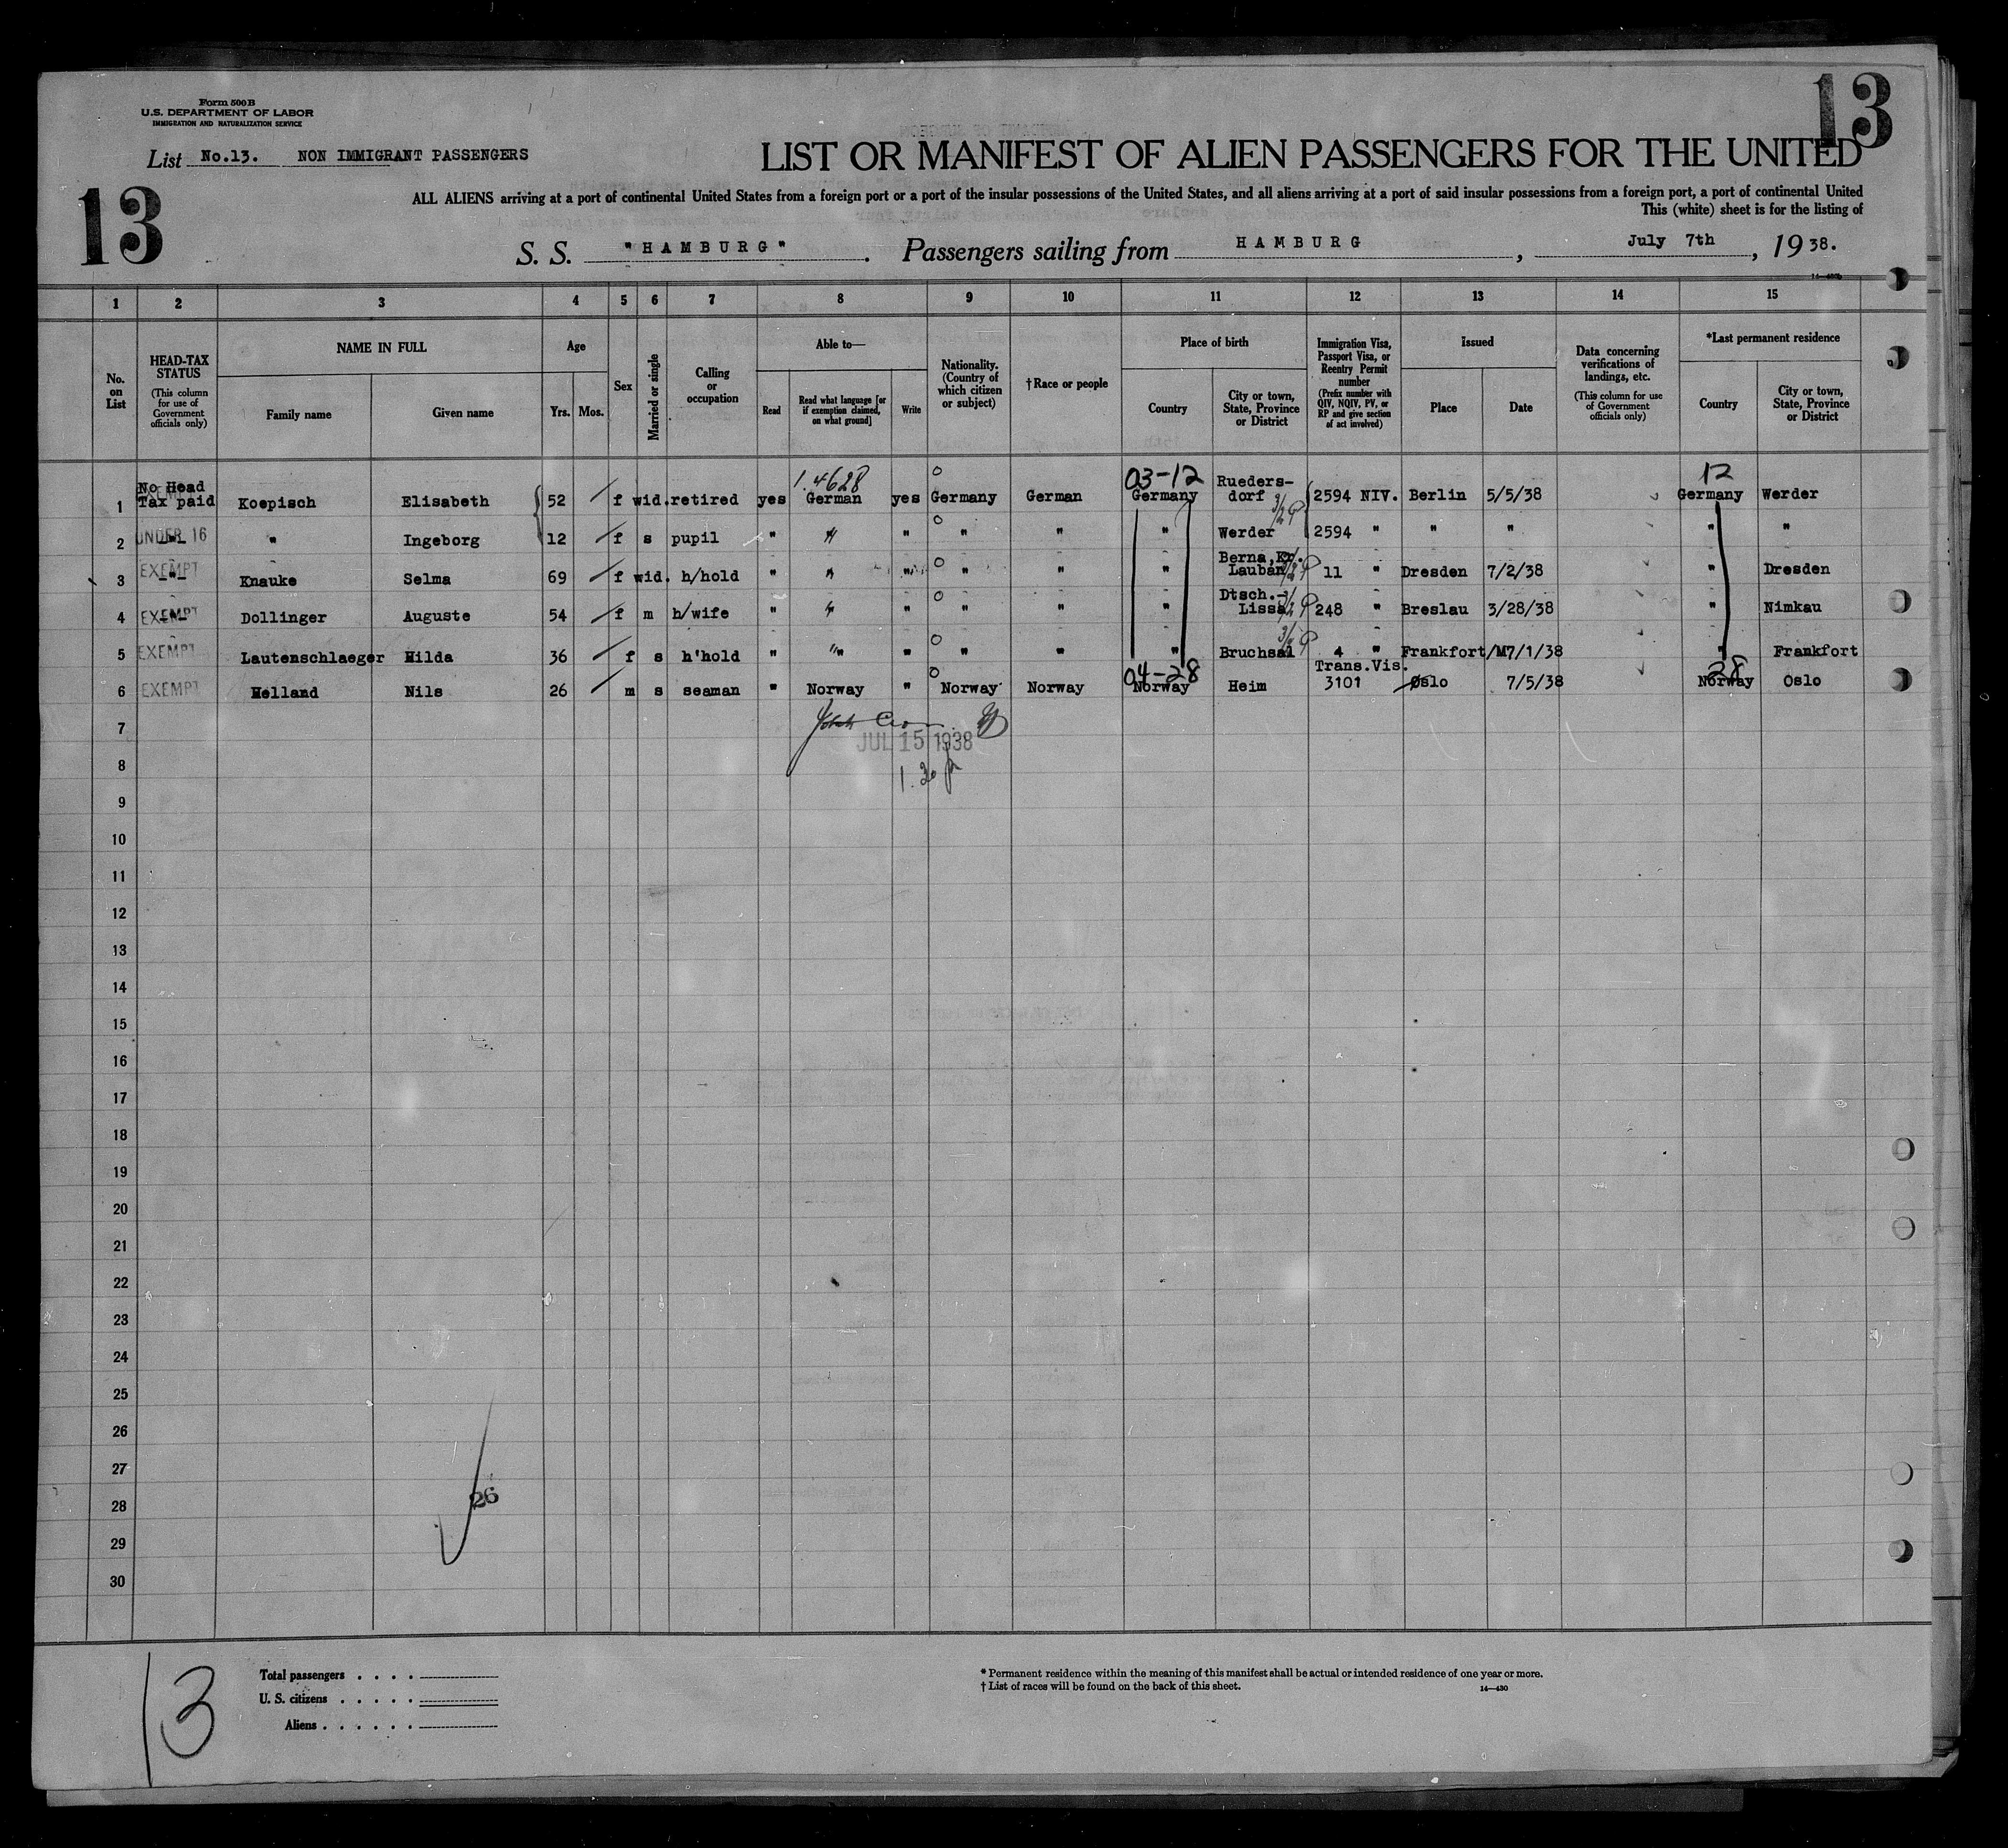 Form 500 B
U.S. DEPARTMENT OF LABOR
IMMIGRATION AND NATURALIZATION SERVICE
13
List No.13. NON IMMIGRANT PASSENGERS
LIST OR MANIFEST OF ALIEN PASSENGERS FOR THE UNITED
13
ALL ALIENS arriving at a port of continental United States from a foreign port or a port of the insular possessions of the United States, and all aliens arriving at a port of said insular possessions from a foreign port, a port of continental United
This (white) sheet is for the listing of
S. S. "HAMBURG". Passengers sailing from HAMBURG, July 7th, 1938.
1 2 3 4 5 6 7 8 9 10 11 12 13 14 15
No. on List
HEAD-TAX STATUS
(This column for use of Government officials only)
NAME IN FULL
Family name
Given name
Age
Yrs.
Mos.
Sex
Married or single
Calling or occupation
Able to—
Read
Read what language [or if exemption claimed, on what ground]
Write
Nationality. (Country of which citizen or subject)
†Race or people
Place of birth
Country
City or town, State, Province or District
Immigration Visa, Passport Visa, or Reentry Permit number
(Prefix number with QIV, NQIV, PV, or RP and give section of act involved)
Issued
Place
Date
Data concerning verifications of landings, etc.
(This column for use of Government officials only)
*Last permanent residence
Country
City or town, State, Province or District
1.4628 03-12 12
1 No Head Tax paid Koepisch Elisabeth 52 f wid. retired yes German yes Germany German Germany Rueders-dorf 2594 NIV. Berlin 5/5/38 Germany Werder
2 UNDER 16 " " Ingeborg 12 f s pupil " " " " " " Werder 2594 " " " " "
3 EXEMPT " Knauke Selma 69 f wid. h/hold " " " " " " Berna,Kr. Lauban 11 " Dresden 7/2/38 " Dresden
4 EXEMPT " Dollinger Auguste 54 f m h/wife " " " " " " Dtsch.-Lissa 248 " Breslau 3/28/38 " Nimkau
5 EXEMPT Lautenschlaeger Hilda 36 f s h'hold " " " " " " Bruchsal 4 " Frankfort/M 7/1/38 " Frankfort
04-28 28
6 EXEMPT Helland Nils 26 m s seaman " Norway " Norway Norway Norway Heim Trans.Vis. 3101 Oslo 7/5/38 Norway Oslo
7
JUL 15 1938
8
1.30
9
10
11
12
13
14
15
16
17
18
19
20
21
22
23
24
25
26
27
28
26
29
30
13
Total passengers . . . .
U. S. citizens . . . . .
Aliens . . . . . .
* Permanent residence within the meaning of this manifest shall be actual or intended residence of one year or more.
† List of races will be found on the back of this sheet.
14—430